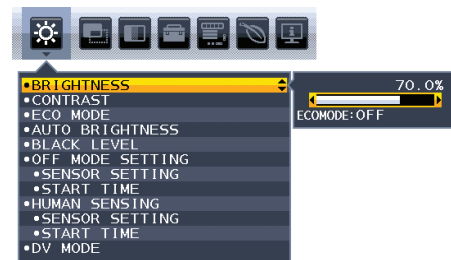 •BRIGHTNESS
70.0%
•CONTRAST
ECOMODE:OFF
•ECO MODE
•AUTO BRIGHTNESS
•BLACK LEVEL
•OFF MODE SETTING
•SENSOR SETTING
•START TIME
•HUMAN SENSING
•SENSOR SETTING
•START TIME
•DV MODE